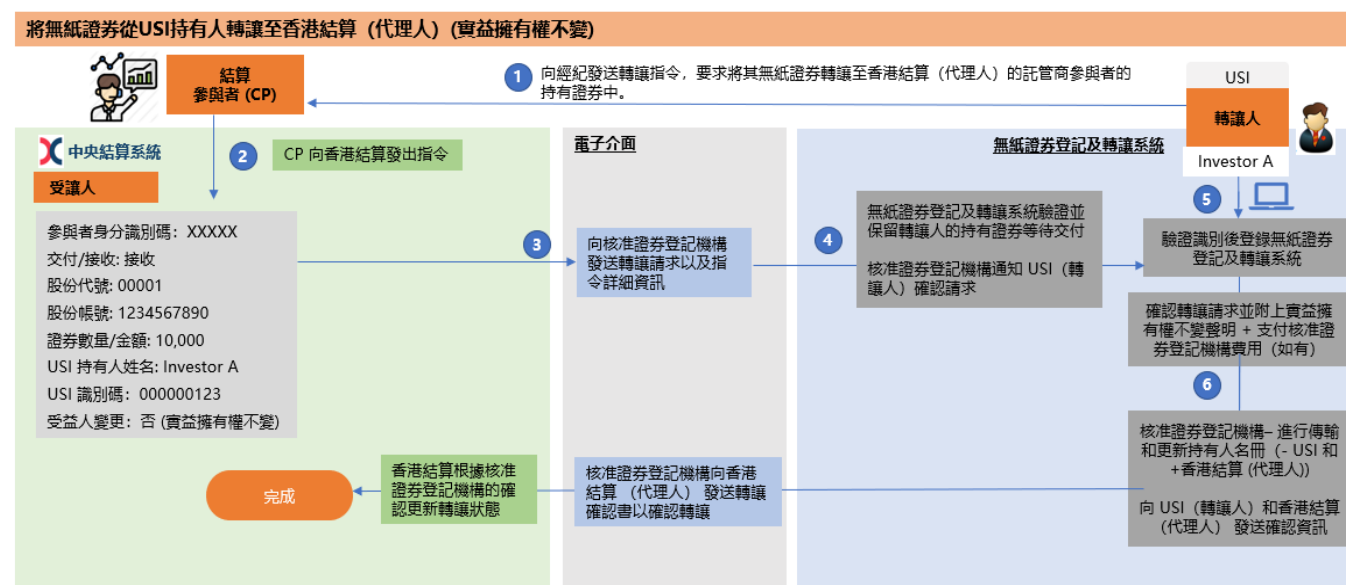 將無紙證券從USI持有人轉讓至香港結算（代理人）(實益擁有權不變)
結算
參與者 (CP)
1
向經紀發送轉讓指令，要求將其無紙證券轉讓至香港結算（代理人）的託管商參與者的
持有證券中。
USI
轉讓人
Investor A
中央結算系統
2
CP 向香港結算發出指令
受讓人
電子介面
無紙證券登記及轉讓系統
參與者身分識別碼： XXXXX
交付/接收: 接收
股份代號: 00001
股份帳號: 1234567890
證券數量/金額: 10,000
USI 持有人姓名: Investor A
USI 識別碼： 000000123
受益人變更：否 (實益擁有權不變)
3
向核准證券登記機構
發送轉讓請求以及指
令詳細資訊
4
無紙證券登記及轉讓系統驗證並
保留轉讓人的持有證券等待交付
核准證券登記機構通知 USI（轉
讓人）確認請求
5
驗證識別後登錄無紙證券
登記及轉讓系統
確認轉讓請求並附上實益擁
有權不變聲明 + 支付核准證
券登記機構費用（如有）
6
核准證券登記機構– 進行傳輸
和更新持有人名冊（- USI 和
+香港結算 (代理人)）
向 USI（轉讓人）和香港結算
（代理人） 發送確認資訊
核准證券登記機構向香港
結算 （代理人） 發送轉讓
確認書以確認轉讓
香港結算根據核准
證券登記機構的確
認更新轉讓狀態
完成